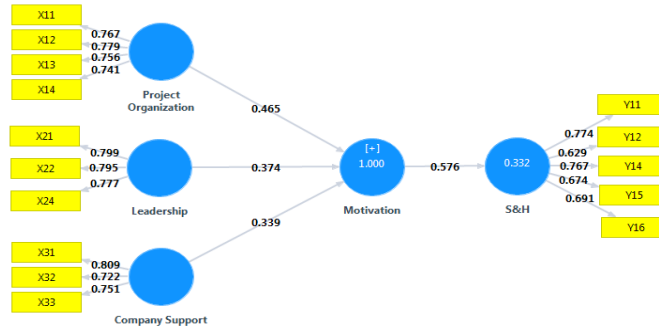 X11
X12
X13
X14
0.767
0.779
0.756
0.741
Project
Organization
0.465
X21
X22
X24
0.799
0.795
0.777
Leadership
0.374
X31
X32
X33
0.809
0.722
0.751
Company Support
0.339
[+]
1.000
Motivation
0.576
0.332
S&H
0.774
0.629
0.767
0.674
0.691
Y11
Y12
Y14
Y15
Y16